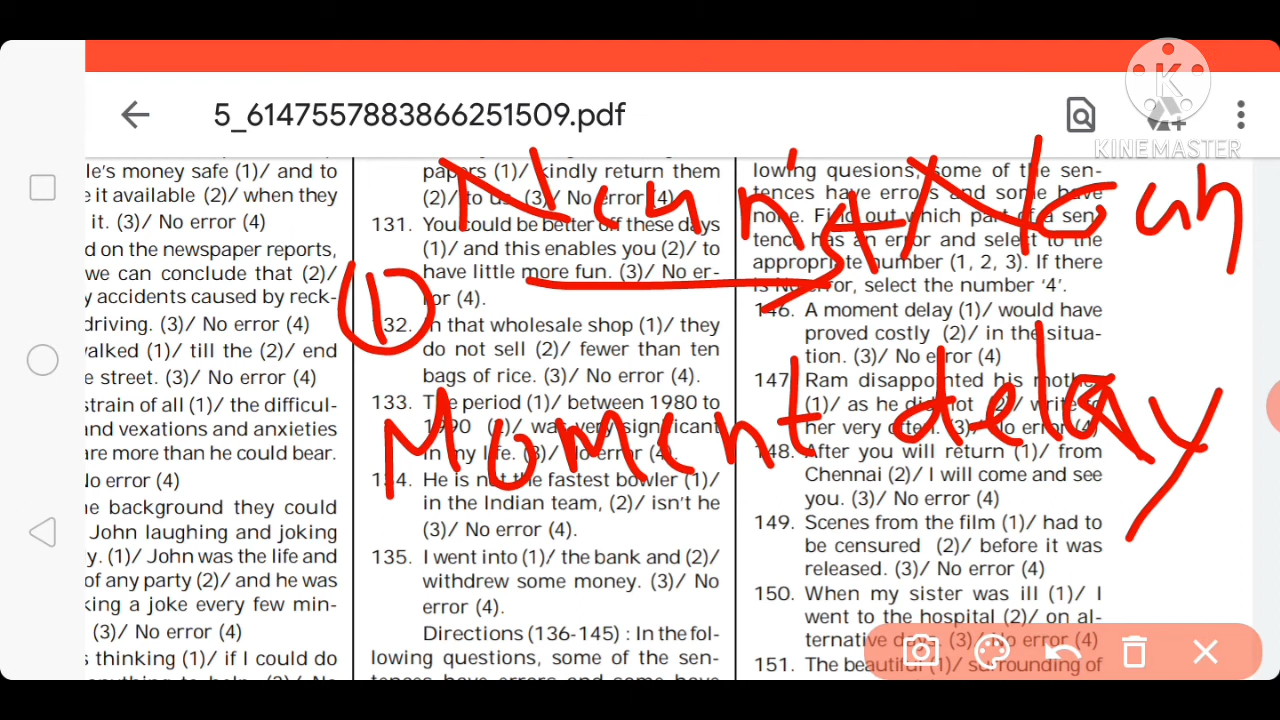 5_6147557883866251509.pdf
KINEMASTER
le's money safe (1)/ and to
e it available (2)/ when they
it. (3)/ No error (4)
d on the newspaper reports,
we can conclude that (2)/
y accidents caused by reck-
driving. (3)/ No error (4)
valked (1)/ till the (2)/ end
e street. (3)/ No error (4)
strain of all (1)/ the difficul-
and vexations and anxieties
are more than he could bear.
No error (4)
ne background they could
John laughing and joking
y. (1)/ John was the life and
of any party (2)/ and he was
king a joke every few min-
(3)/ No error (4)
s thinking (1)/ if I could do
papers (1)/ kindly return them
(2)/ to us. (3)/ No error (4)
131. You could be better off these days
(1)/ and this enables you (2)/ to
have little more fun. (3)/ No er-
ror (4).
132. In that wholesale shop (1)/ they
do not sell (2)/ fewer than ten
bags of rice. (3)/ No error (4).
133. The period (1)/ between 1980 to
1990 (2)/ was very significant
in my life. (3)/ No error (4).
134. He is not the fastest bowler (1)/
in the Indian team, (2)/ isn't he
(3)/ No error (4).
135. I went into (1)/ the bank and (2)/
withdrew some money. (3)/ No
error (4).
Directions (136-145) : In the fol-
lowing questions, some of the sen-
lowing quesions, some of the sen-
tences have errors and some have
none. Find out which part of a sen-
tence has an error and select to the
appropriate number (1, 2, 3). If there
is No error, select the number '4'.
146. A moment delay (1)/ would have
proved costly (2)/ in the situa-
tion. (3)/ No error (4)
147. Ram disappointed his mother
(1)/ as he did not (2)/ write to
her very often. (3)/ No error (4)
148. After you will return (1)/ from
Chennai (2)/ I will come and see
you. (3)/ No error (4)
149. Scenes from the film (1)/ had to
be censured (2)/ before it was
released. (3)/ No error (4)
150. When my sister was ill (1)/ I
went to the hospital (2)/ on al-
ternative days. (3)/ No error (4)
151. The beautiful (1)/ surrounding of
1
Moment delay